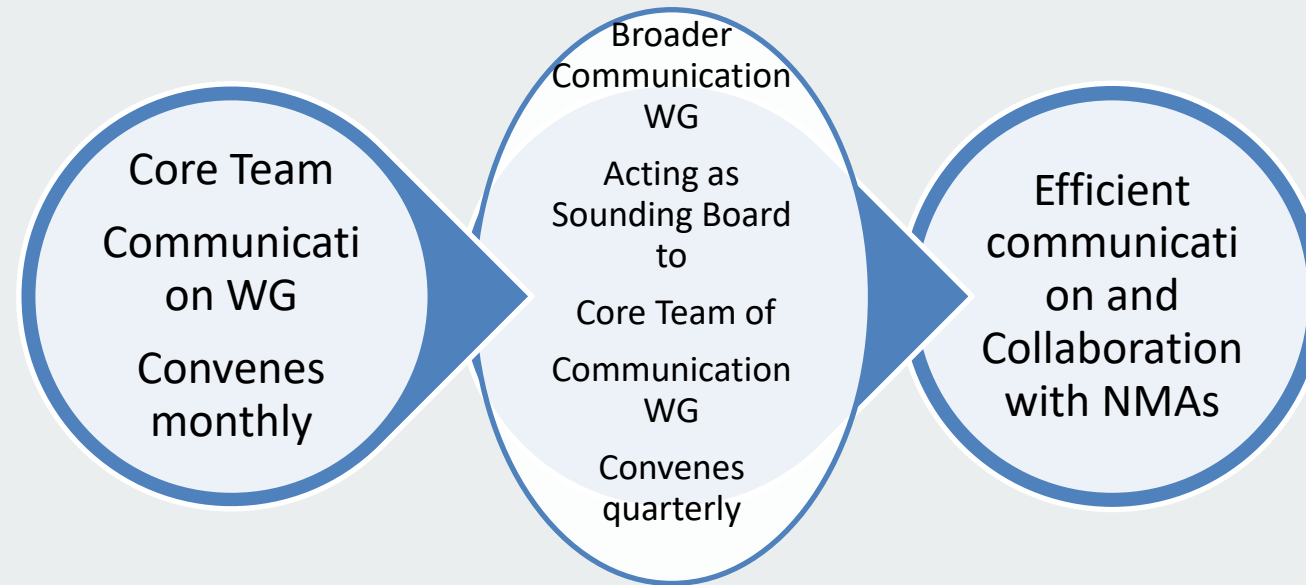 Core Team
Communicati
on WG
Convenes
monthly
Broader
Communication
WG
Acting as
Sounding Board
to
Core Team of
Communication
WG
Convenes
quarterly
Efficient
communicati
on and
Collaboration
with NMAs